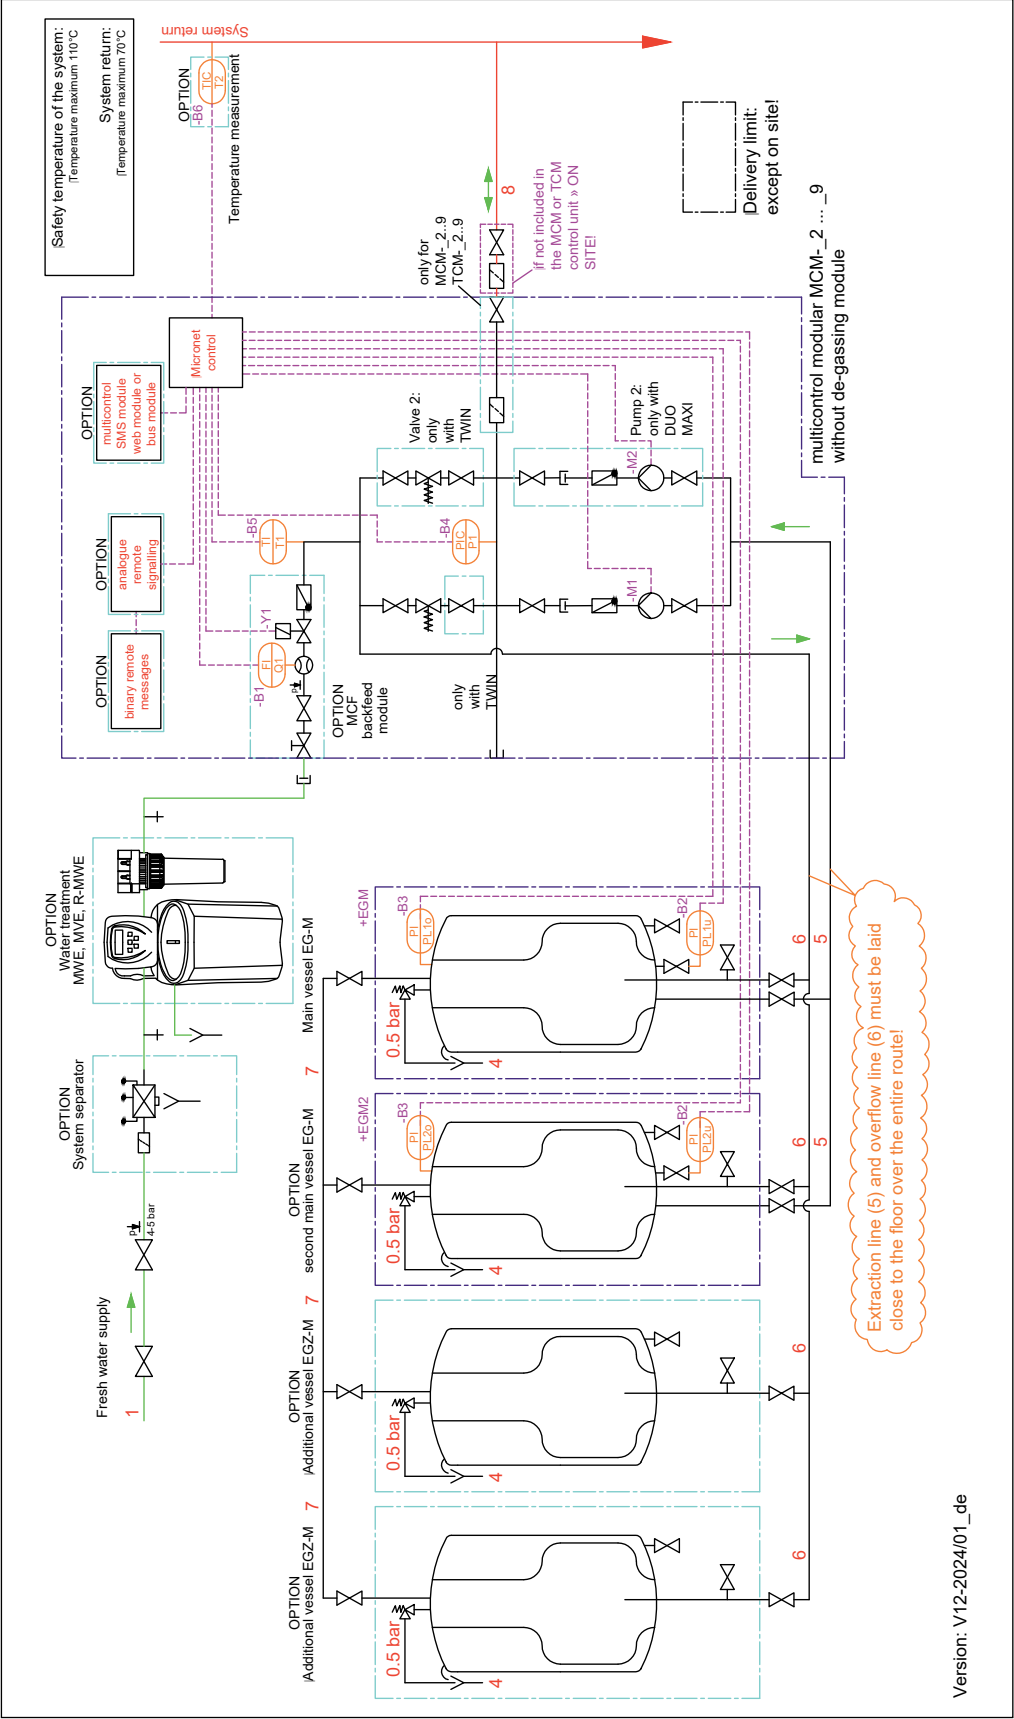 Safety temperature of the system:
Temperature maximum 110°C
System return:
Temperature maximum 70°C
System return
OPTION
-B6
TIC
T2
Temperature measurement
Delivery limit:
except on site!
8
if not included in
the MCM or TCM
control unit » ON
SITE!
only for
MCM-_2..9
TCM-_2..9
multicontrol modular MCM-_2 ... _9
without de-gassing module
Micronet
control
OPTION
multicontrol
SMS module
web module or
bus module
OPTION
analogue
remote
signalling
OPTION
binary remote
messages
-B5
TI
T1
-B4
PIC
P1
Valve 2:
only
with
TWIN
Pump 2:
only with
DUO
MAXI
-M2
-M1
-Y1
-B1
FI
Q1
p
OPTION
MCF
backfeed
module
only
with
TWIN
OPTION
Water treatment
MWE, MVE, R-MWE
OPTION
System separator
p
4-5 bar
Fresh water supply
1
Main vessel EG-M
7
+EGM
-B3
PI
PL1o
-B2
PI
PL1u
0.5 bar
4
6
5
OPTION
second main vessel EG-M
7
+EGM2
-B3
PI
PL2o
-B2
PI
PL2u
0.5 bar
4
6
5
OPTION
Additional vessel EGZ-M
7
0.5 bar
4
6
OPTION
Additional vessel EGZ-M
0.5 bar
4
6
Extraction line (5) and overflow line (6) must be laid
close to the floor over the entire route!
Version: V12-2024/01_de